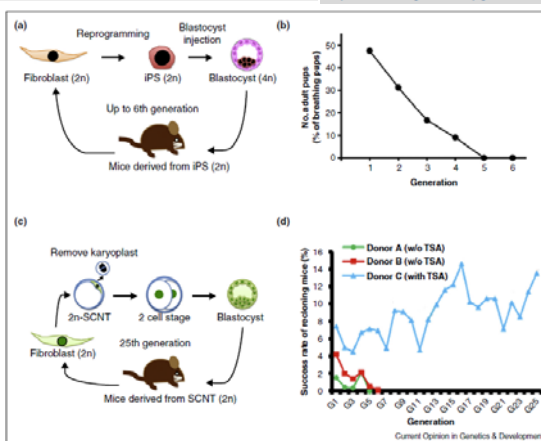 (a)
Reprogramming
Blastocyst
injection
Fibroblast (2n)
iPS (2n)
Blastocyst (4n)
Up to 6th generation
Mice derived from iPS (2n)
(b)
No. adult pups
(% of breathing pups)
50
40
30
20
10
0
1 2 3 4 5 6
Generation
(c)
Remove karyoplast
2n-SCNT
2 cell stage
Blastocyst
Fibroblast (2n)
25th generation
Mice derived from SCNT (2n)
(d)
Success rate of recloning mice (%)
16
14
12
10
8
6
4
2
0
Donor A (w/o TSA)
Donor B (w/o TSA)
Donor C (with TSA)
G1 G3 G5 G7 G9 G11 G13 G15 G17 G19 G21 G23 G25
Generation
Current Opinion in Genetics & Development